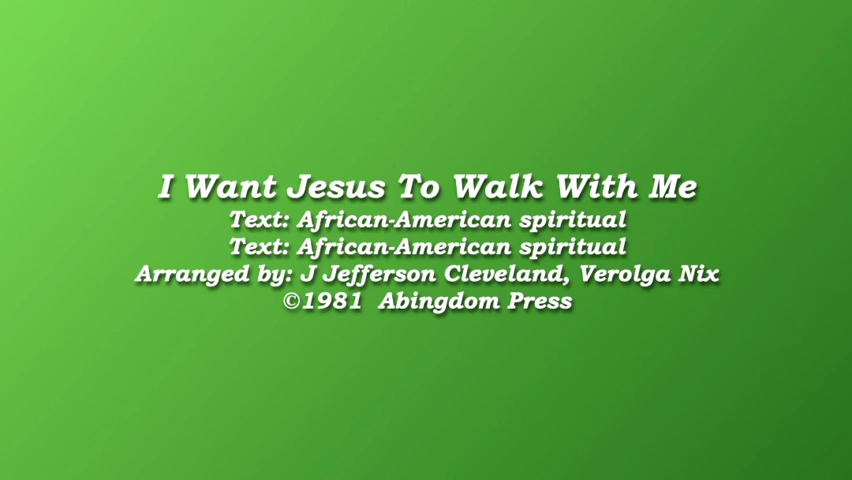 I Want Jesus To Walk With Me
Text: African-American spiritual
Text: African-American spiritual
Arranged by: J Jefferson Cleveland, Verolga Nix
©1981 Abingdom Press